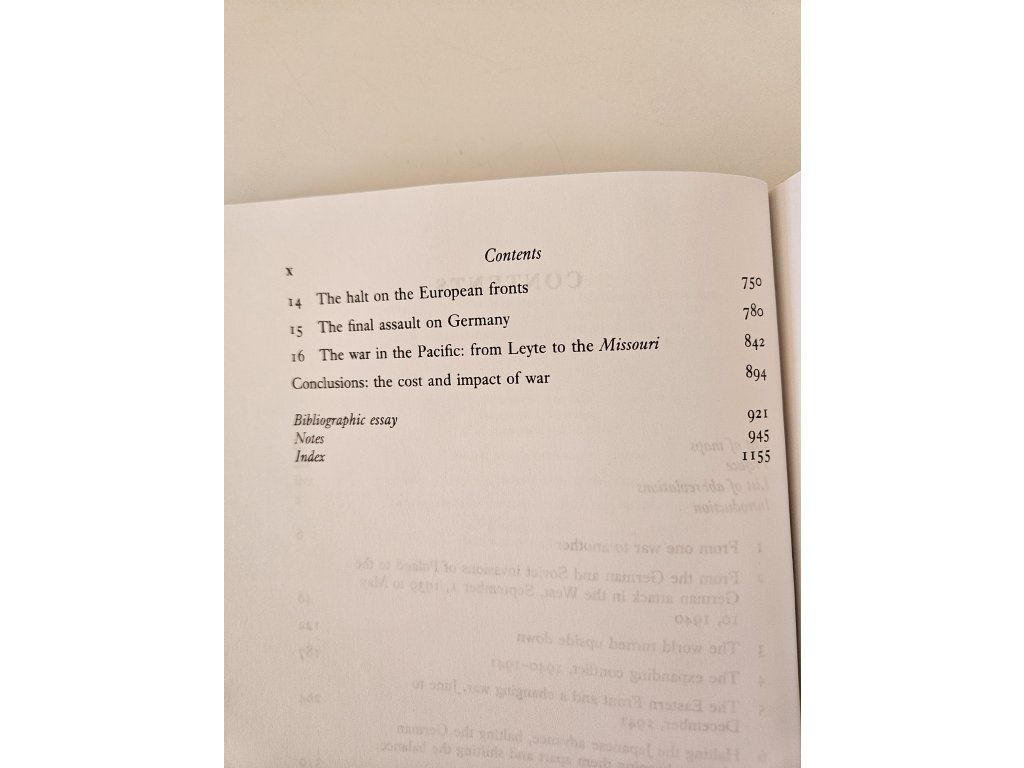 x Contents
14 The halt on the European fronts 750
15 The final assault on Germany 780
16 The war in the Pacific: from Leyte to the Missouri 842
Conclusions: the cost and impact of war 894
Bibliographic essay 921
Notes 945
Index 1155